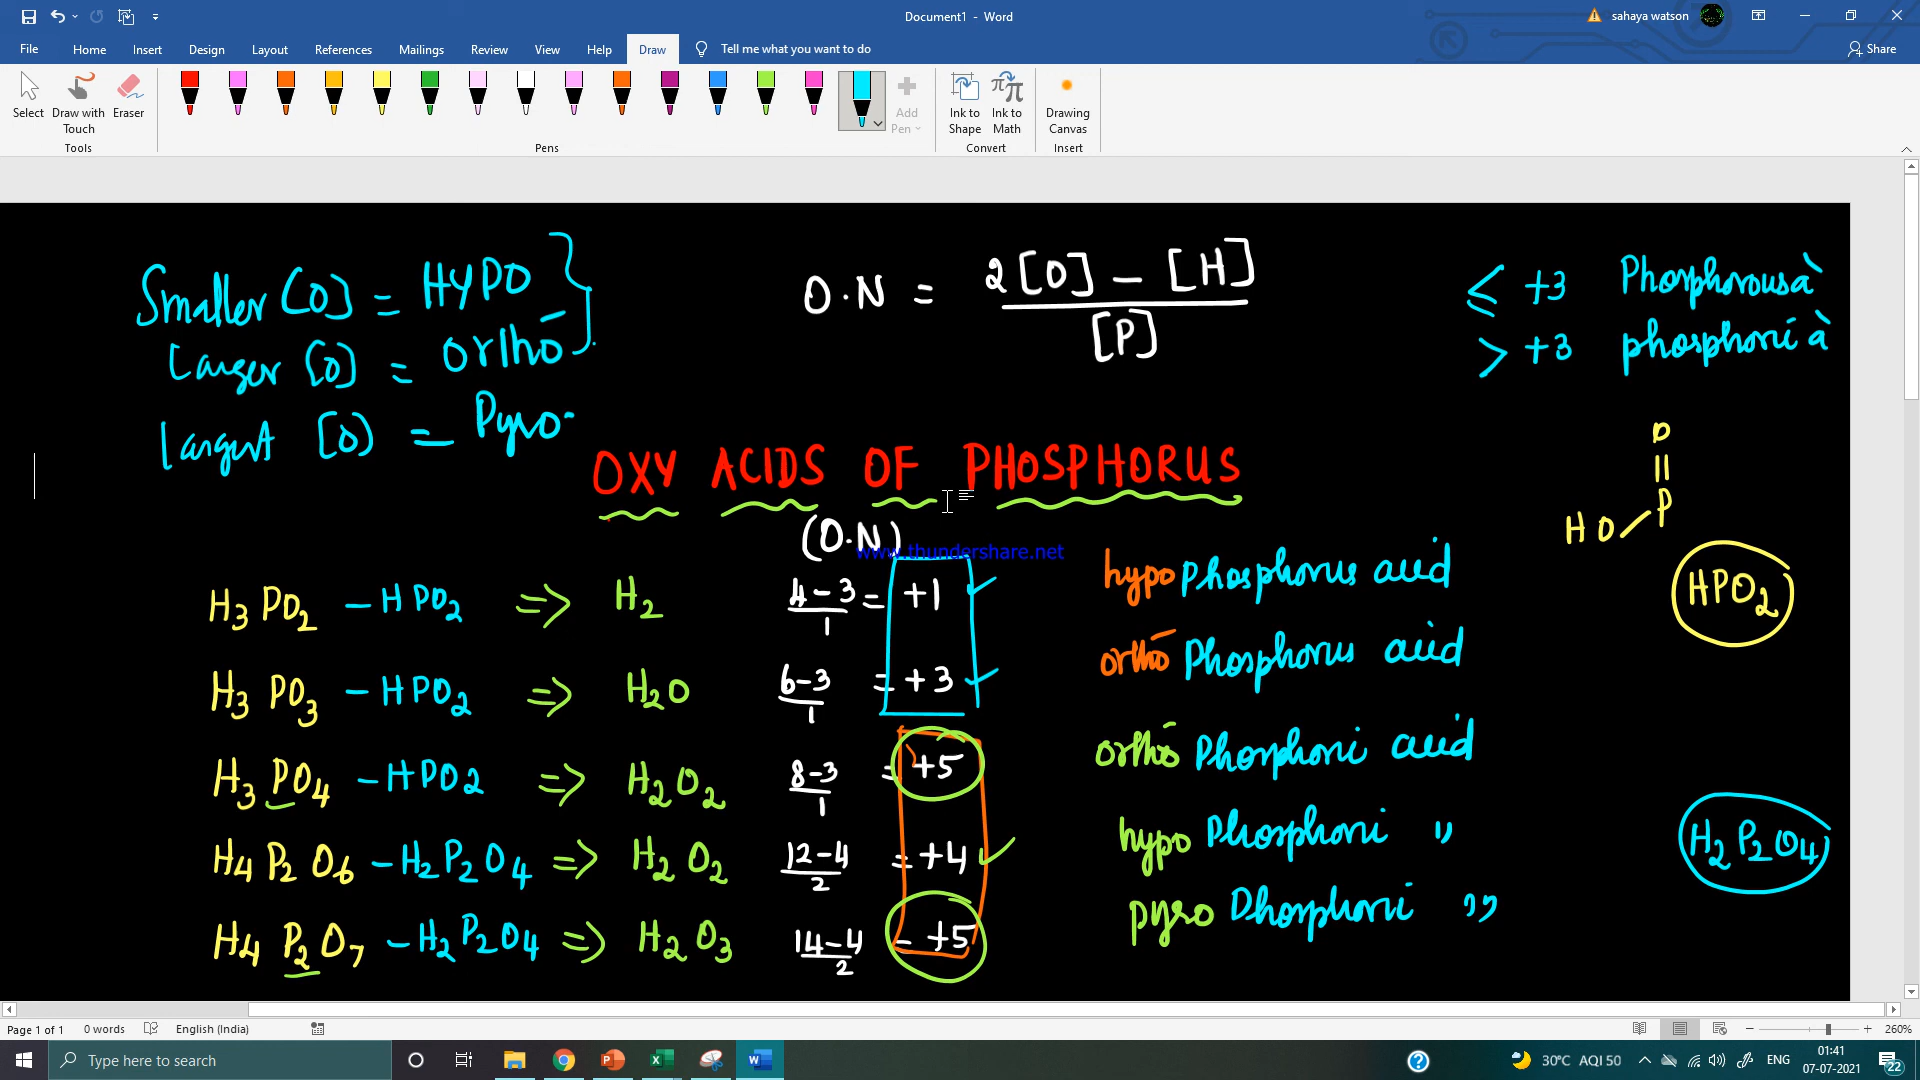 Document1 - Word
sahaya watson
File Home Insert Design Layout References Mailings Review View Help Draw Tell me what you want to do
Share
Select Draw with Touch Eraser
Add Pen
Ink to Shape Ink to Math
Drawing Canvas
Tools Pens Convert Insert
Smaller [O] = HYPO
Larger [O] = Ortho
Largest [O] = Pyro
O.N = 2[O] - [H] / [P]
≤ +3 Phosphorous a
> +3 phosphoric a
OXY ACIDS OF PHOSPHORUS
O
||
P
HO
(O.N)
www.thundershare.net
H3PO2 - HPO2 => H2 4-3/1 = +1 ✓ hypo Phosphorus acid
HPO2
H3PO3 - HPO2 => H2O 6-3/1 = +3 ✓ ortho Phosphorus acid
H3PO4 - HPO2 => H2O2 8-3/1 = +5 ortho Phosphoric acid
H4P2O6 - H2P2O4 => H2O2 12-4/2 = +4 ✓ hypo Phosphoric "
H2P2O4
H4P2O7 - H2P2O4 => H2O3 14-4/2 - +5 pyro Phosphoric "
Page 1 of 1 0 words English (India)
260%
Type here to search
30°C AQI 50
ENG
01:41
07-07-2021
22